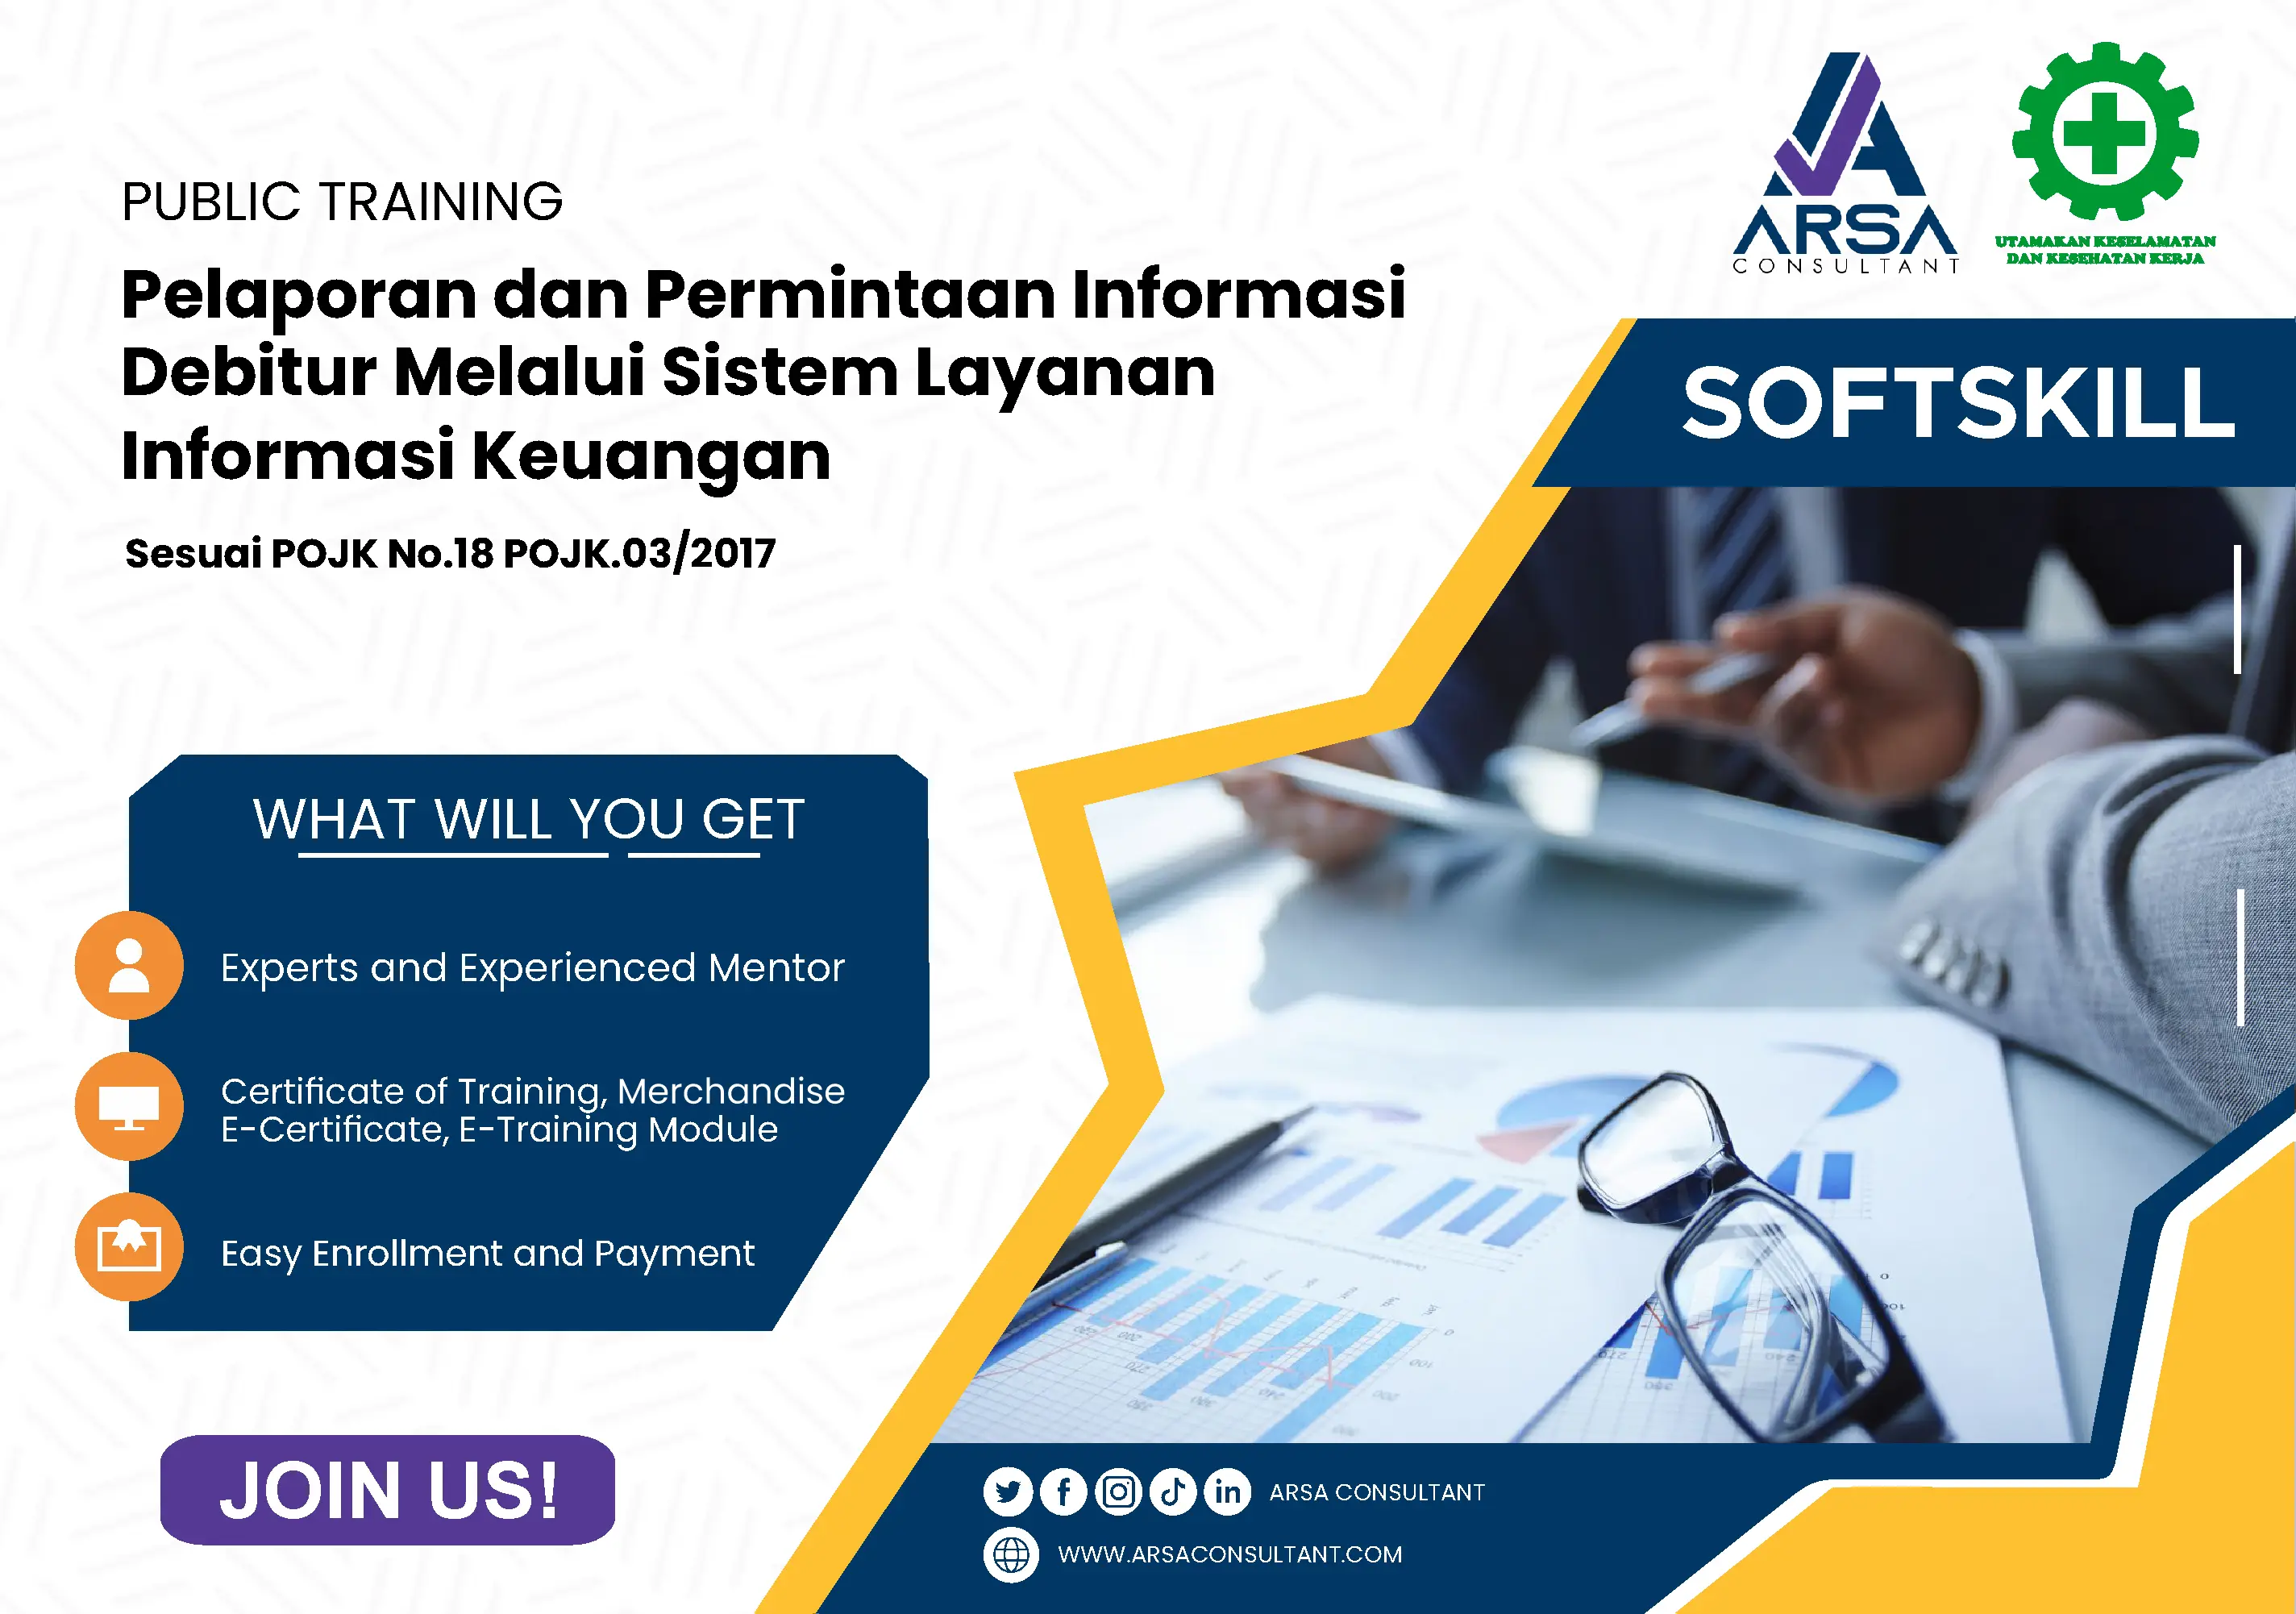 ARSA
CONSULTANT
UTAMAKAN KESELAMATAN
DAN KESEHATAN KERJA
PUBLIC TRAINING
Pelaporan dan Permintaan Informasi
Debitur Melalui Sistem Layanan
Informasi Keuangan
Sesuai POJK No.18 POJK.03/2017
SOFTSKILL
WHAT WILL YOU GET
Experts and Experienced Mentor
Certificate of Training, Merchandise
E-Certificate, E-Training Module
Easy Enrollment and Payment
JOIN US!
ARSA CONSULTANT
WWW.ARSACONSULTANT.COM